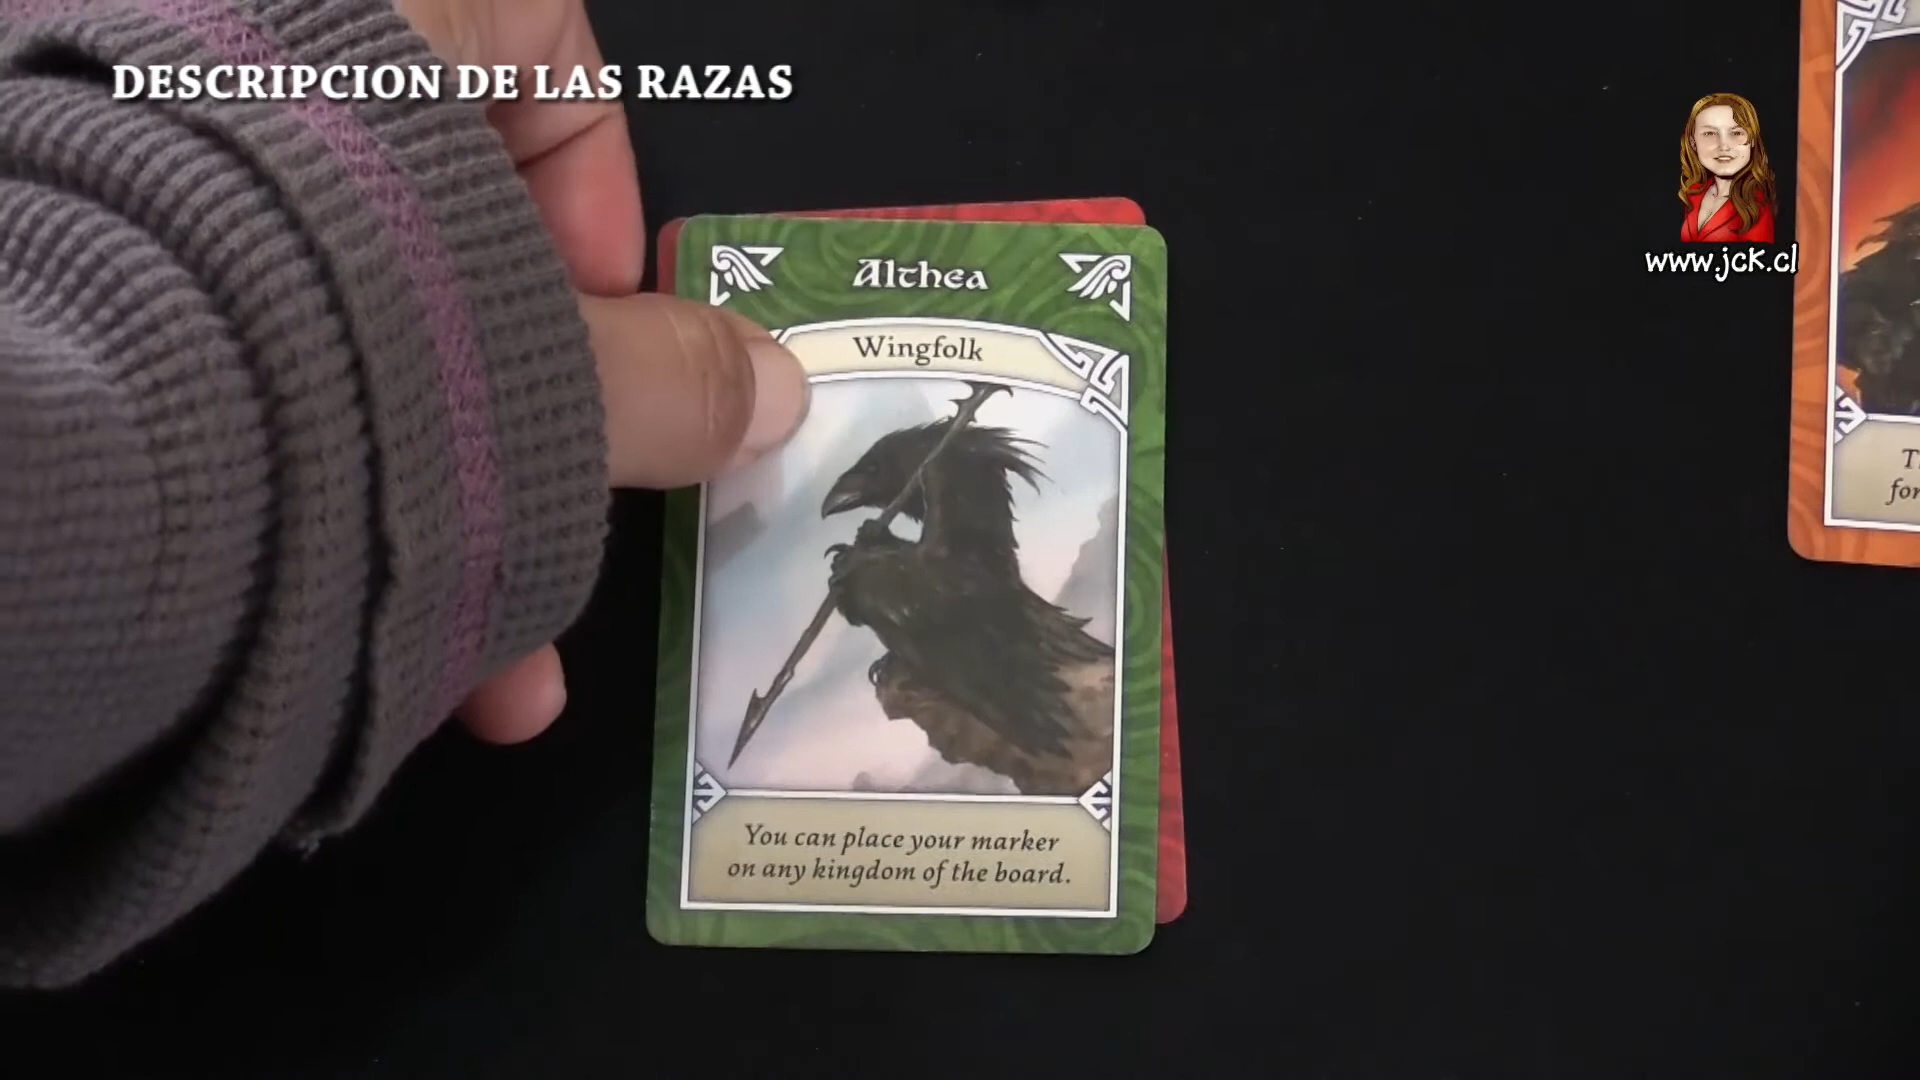 DESCRIPCION DE LAS RAZAS
www.jck.cl
Althea
Wingfolk
You can place your marker
on any kingdom of the board.
for